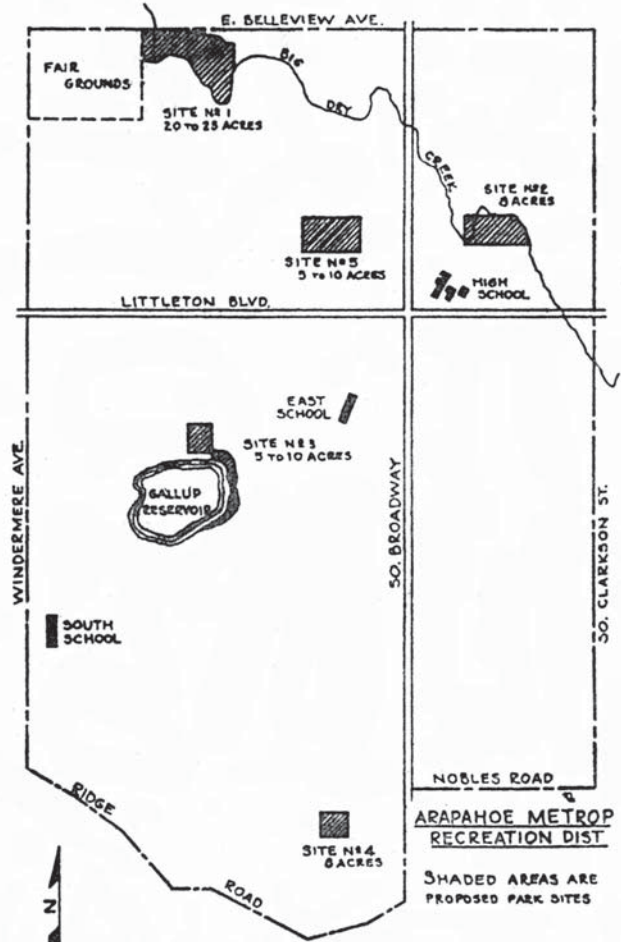 E. BELLEVIEW AVE.
FAIR
GROUNDS
BIG
DRY
CREEK
SITE Nº 1
20 TO 25 ACRES
SITE Nº 2
8 ACRES
SITE Nº 5
5 TO 10 ACRES
HIGH
SCHOOL
LITTLETON BLVD.
EAST
SCHOOL
SITE Nº 3
5 TO 10 ACRES
GALLUP
RESERVOIR
WINDERMERE AVE.
SO. BROADWAY
SO. CLARKSON ST.
SOUTH
SCHOOL
NOBLES ROAD
RIDGE
ROAD
SITE Nº 4
8 ACRES
ARAPAHOE METROP
RECREATION DIST
SHADED AREAS ARE
PROPOSED PARK SITES
N